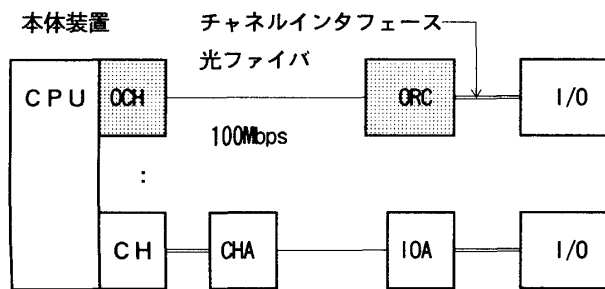 本体装置
チャネルインタフェース
光ファイバ
CPU
OCH
ORC
I/O
100Mbps
:
CH
CHA
IOA
I/O